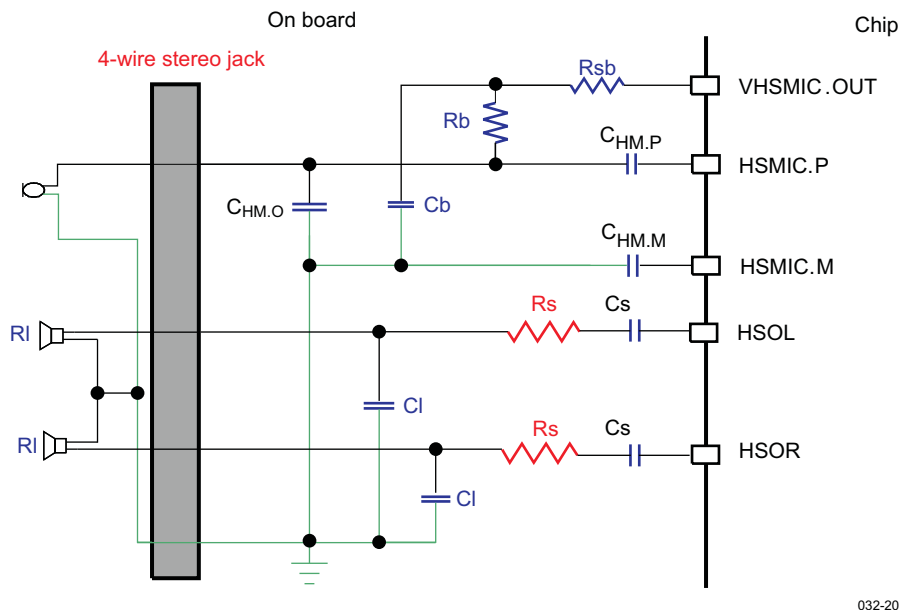 On board
Chip
4-wire stereo jack
Rsb
VHSMIC.OUT
Rb
CHM.P
HSMIC.P
CHM.O
Cb
CHM.M
HSMIC.M
Rs
Cs
HSOL
Rl
Cl
Rs
Cs
HSOR
Rl
Cl
032-20